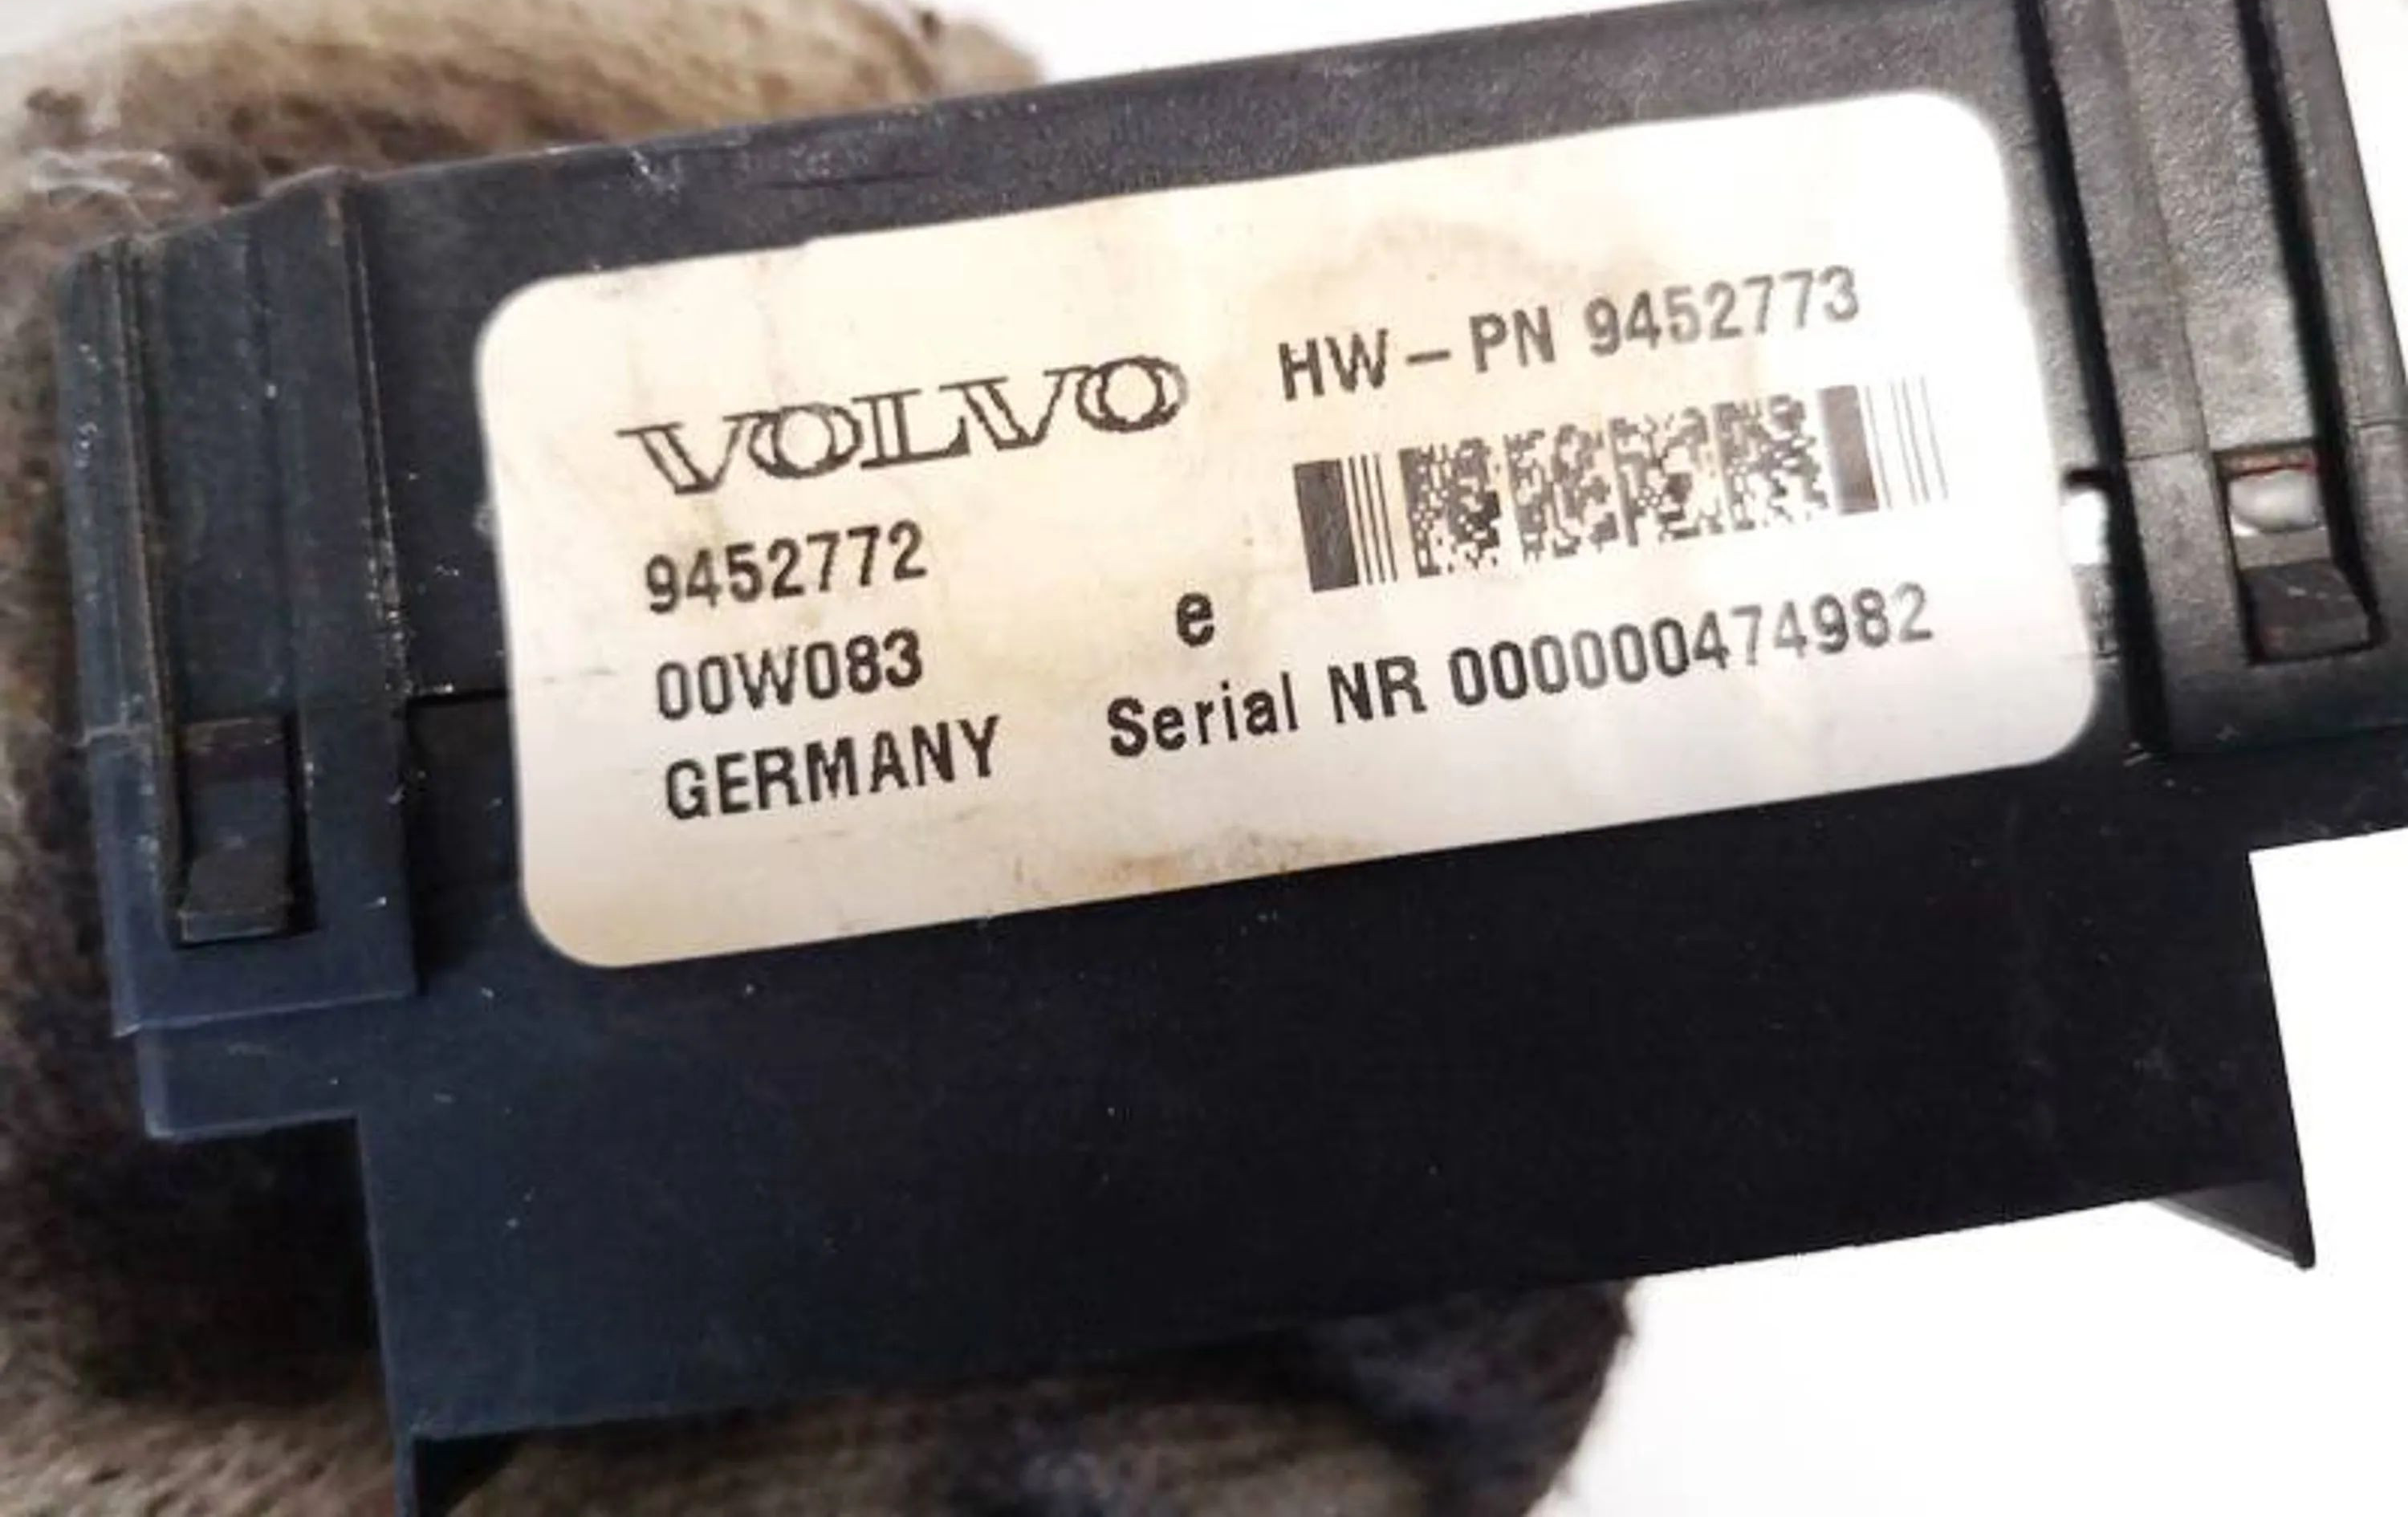 VOLVO
HW-PN 9452773
9452772
00W083
e
GERMANY
Serial NR 000000474982